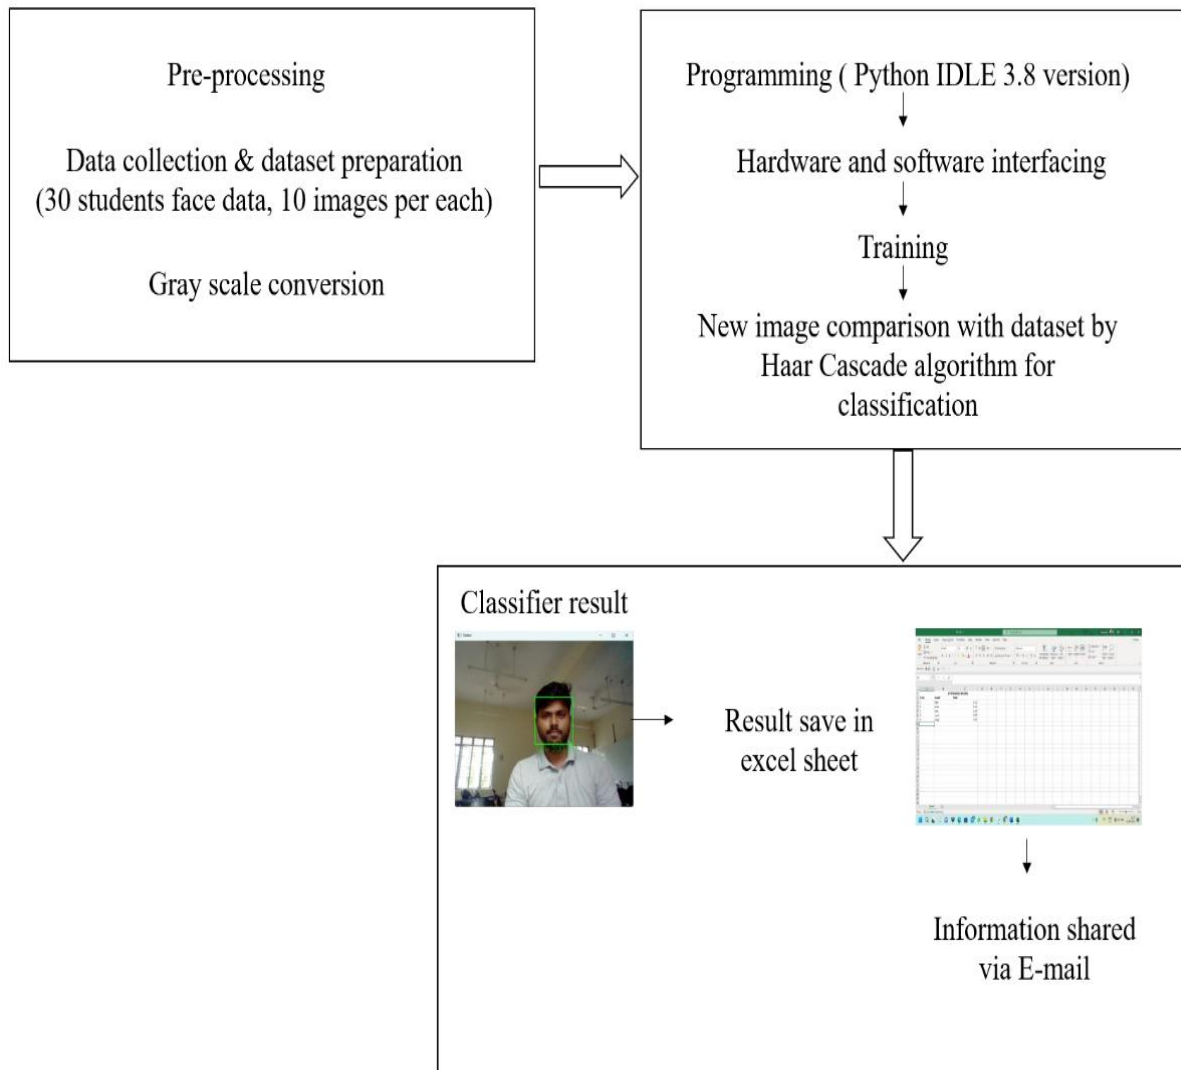 Pre-processing
Data collection & dataset preparation
(30 students face data, 10 images per each)
Gray scale conversion
Programming ( Python IDLE 3.8 version)
Hardware and software interfacing
Training
New image comparison with dataset by
Haar Cascade algorithm for
classification
Classifier result
Result save in
excel sheet
Information shared
via E-mail